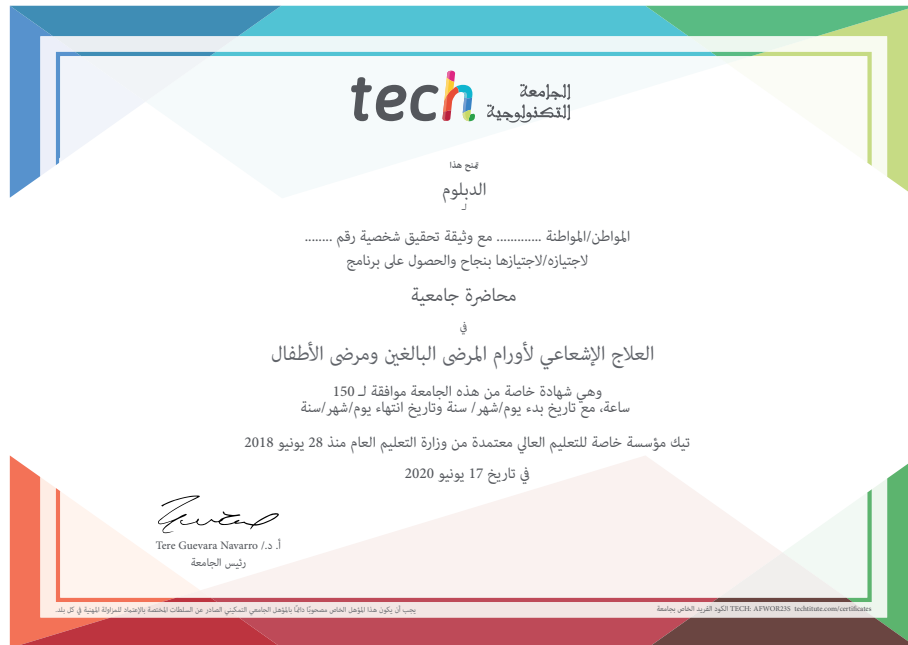 tech الجامعة
التكنولوجية
يمنح هذا
الدبلوم
لـ
المواطن/المواطنة ............. مع وثيقة تحقيق شخصية رقم ........
لاجتيازه/لاجتيازها بنجاح والحصول على برنامج
محاضرة جامعية
في
العلاج الإشعاعي لأورام المرضى البالغين ومرضى الأطفال
وهي شهادة خاصة من هذه الجامعة موافقة لـ 150
ساعة، مع تاريخ بدء يوم/شهر/ سنة وتاريخ انتهاء يوم/شهر/سنة
تيك مؤسسة خاصة للتعليم العالي معتمدة من وزارة التعليم العام منذ 28 يونيو 2018
في تاريخ 17 يونيو 2020
أ. د./ Tere Guevara Navarro
رئيس الجامعة
يجب أن يكون هذا المؤهل الخاص مصحوبًا دائمًا بالمؤهل الجامعي التمكيني الصادر عن السلطات المختصة بالإعتماد للمزاولة المهنية في كل بلد.
الكود الفريد الخاص بجامعة TECH: AFWOR23S techtitute.com/certificates